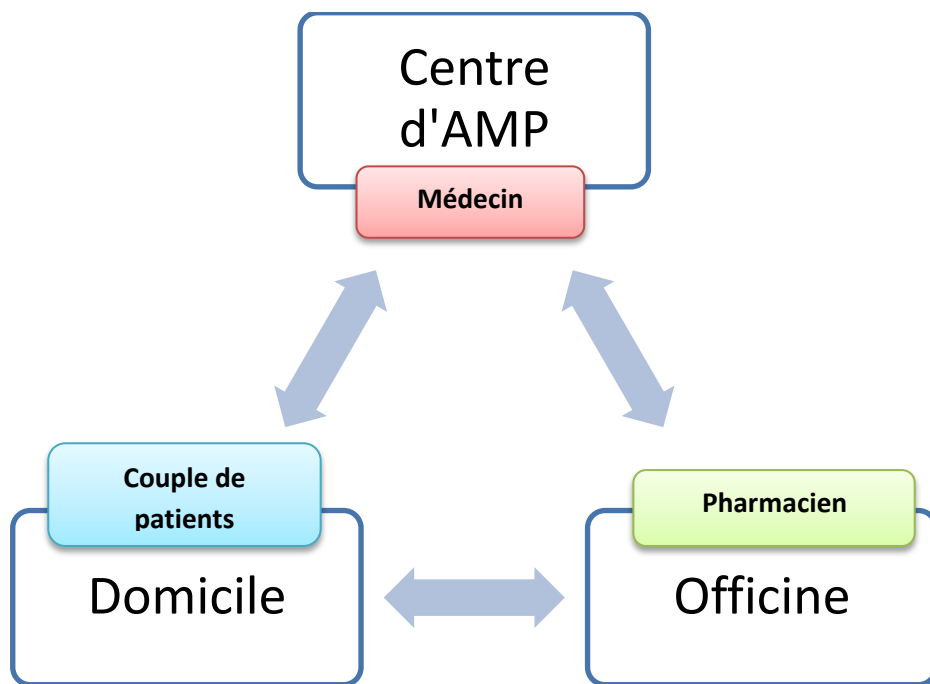 Centre
d'AMP
Médecin
Couple de
patients
Domicile
Pharmacien
Officine